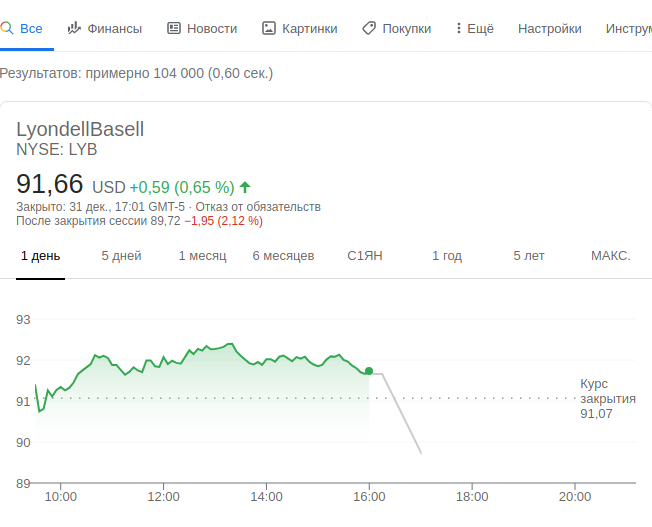 Все Финансы Новости Картинки Покупки Ещё Настройки Инструм
Результатов: примерно 104 000 (0,60 сек.)
LyondellBasell
NYSE: LYB
91,66 USD +0,59 (0,65 %)
Закрыто: 31 дек., 17:01 GMT-5 · Отказ от обязательств
После закрытия сессии 89,72 −1,95 (2,12 %)
1 день 5 дней 1 месяц 6 месяцев С1ЯН 1 год 5 лет МАКС.
93
92
91
90
89
Курс
закрытия
91,07
10:00 12:00 14:00 16:00 18:00 20:00